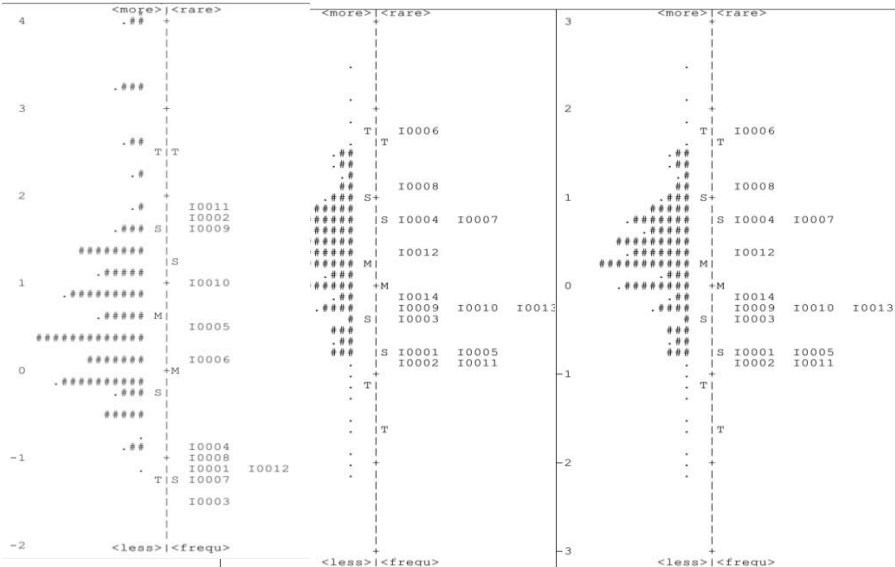 <more>|<rare>
4 .## +
.###
3 +
.##
T|T
.#
2 +
.# | I0011
| I0002
.### S| I0009
########
|S
.#####
1 + I0010
.#########
.##### M|
| I0005
#############
####### | I0006
0 +M
.##########
.### S|
#####
.
.## | I0004
-1 + I0008
. | I0001 I0012
T|S I0007
| I0003
-2
<less>|<frequ>
<more>|<rare>
.
.
.
T| I0006
. |T
.##
.##
.#
## | I0008
.### S+
#####
##### |S I0004 I0007
#####
#####
##### | I0012
##### M|
.##
##### +M
.## | I0014
.#### | I0009 I0010 I0013
# S| I0003
###
.##
### |S I0001 I0005
. | I0002 I0011
. +
. T|
.
.
. |T
.
. +
.
+
<less>|<frequ>
<more>|<rare>
3 +
.
. 
2 +
.
T| I0006
. |T
.##
.##
.#
## | I0008
1 .### S+
#####
.####### |S I0004 I0007
.#####
#########
.####### | I0012
########### M|
.###
0 .######## +M
.## | I0014
.#### | I0009 I0010 I0013
# S| I0003
###
.##
### |S I0001 I0005
. | I0002 I0011
-1 . +
. T|
.
.
. |T
.
-2 . +
.
-3 +
<less>|<frequ>